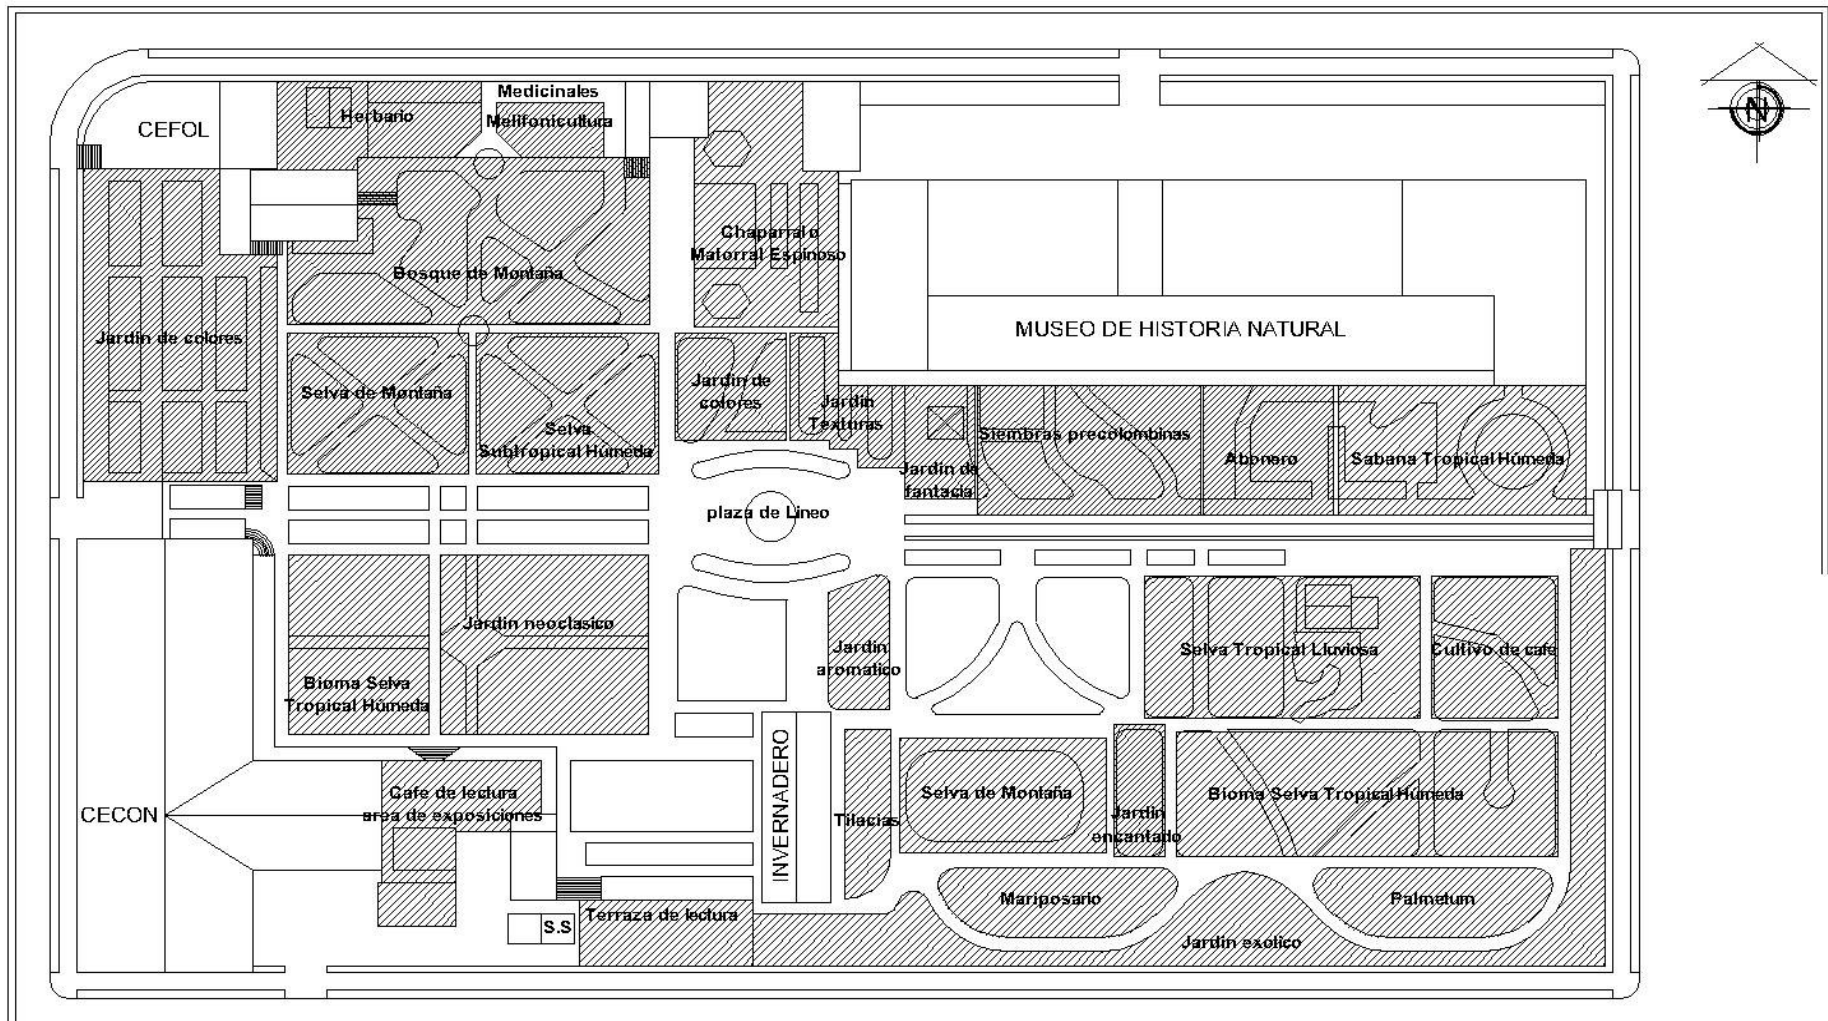 Medicinales
Herbario
Melifonicultura
CEFOL
N
Chaparral o
Matorral Espinoso
Bosque de Montaña
Jardin de colores
MUSEO DE HISTORIA NATURAL
Selva de Montaña
Selva
Subtropical Húmeda
Jardin de
colores
Jardin
Texturas
Siembras precolombinas
Jardin de
fantacia
Abonero
Sabana Tropical Húmeda
plaza de Lineo
Jardin neoclasico
Bioma Selva
Tropical Húmeda
Jardin
aromatico
Selva Tropical Lluviosa
Cultivo de cafe
INVERNADERO
CECON
Cafe de lectura
area de exposiciones
Tilacias
Selva de Montaña
Jardin
encantado
Bioma Selva Tropical Húmeda
Terraza de lectura
S.S
Mariposario
Palmetum
Jardin exotico